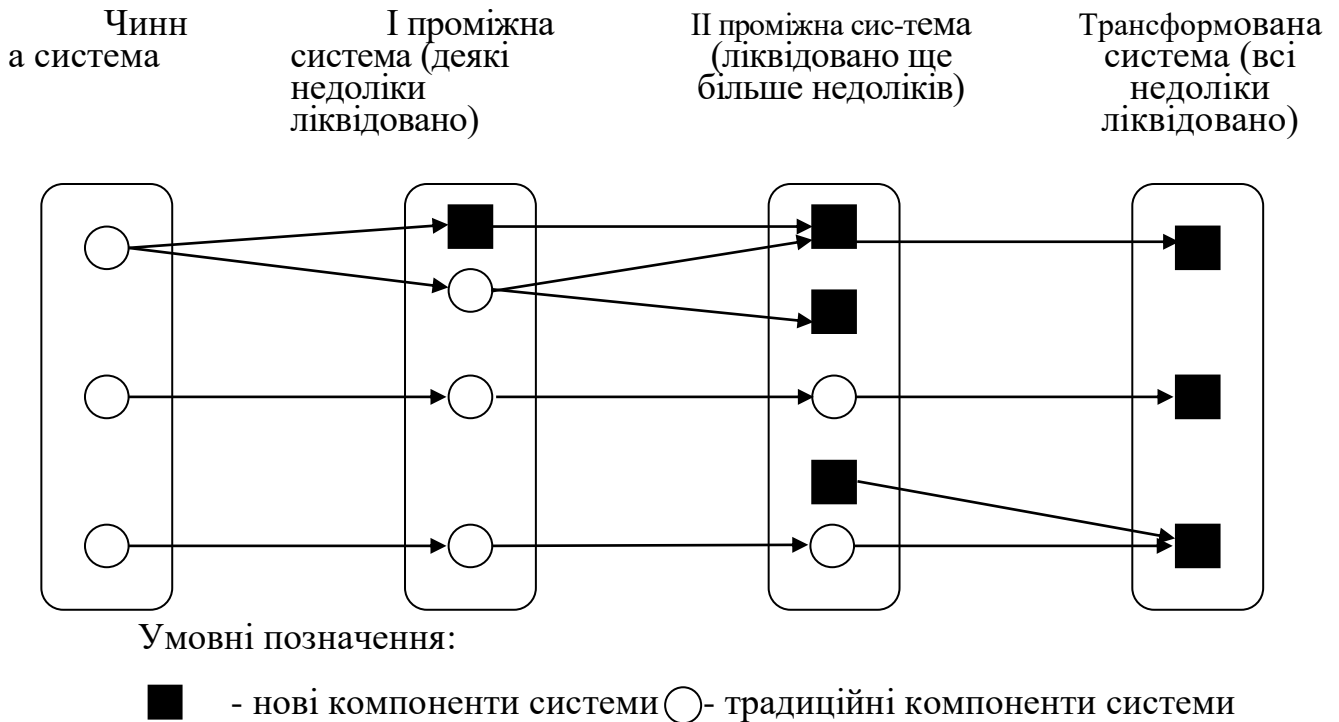 Чинн
а система
І проміжна
система (деякі
недоліки
ліквідовано)
ІІ проміжна сис-тема
(ліквідовано ще
більше недоліків)
Трансформована
система (всі
недоліки
ліквідовано)
Умовні позначення:
- нові компоненти системи - традиційні компоненти системи